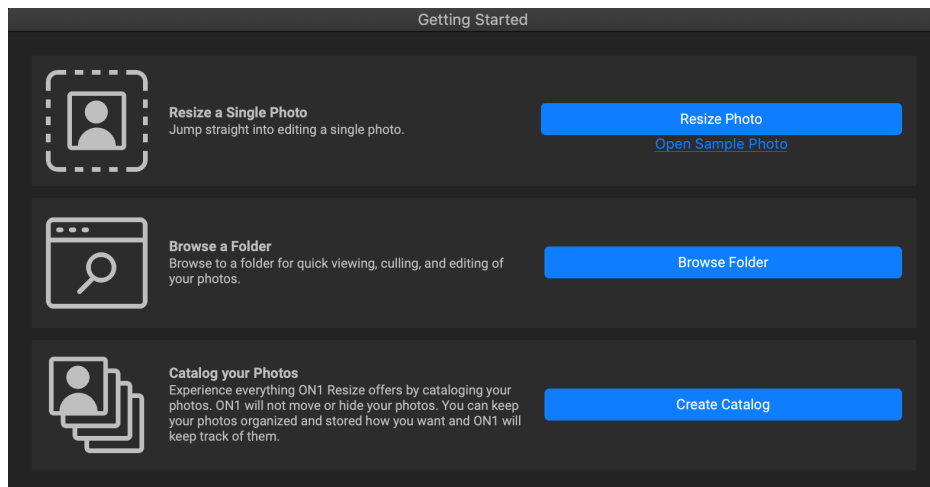 Getting Started
Resize a Single Photo
Jump straight into editing a single photo.
Resize Photo
Open Sample Photo
Browse a Folder
Browse to a folder for quick viewing, culling, and editing of
your photos.
Browse Folder
Catalog your Photos
Experience everything ON1 Resize offers by cataloging your
photos. ON1 will not move or hide your photos. You can keep
your photos organized and stored how you want and ON1 will
keep track of them.
Create Catalog